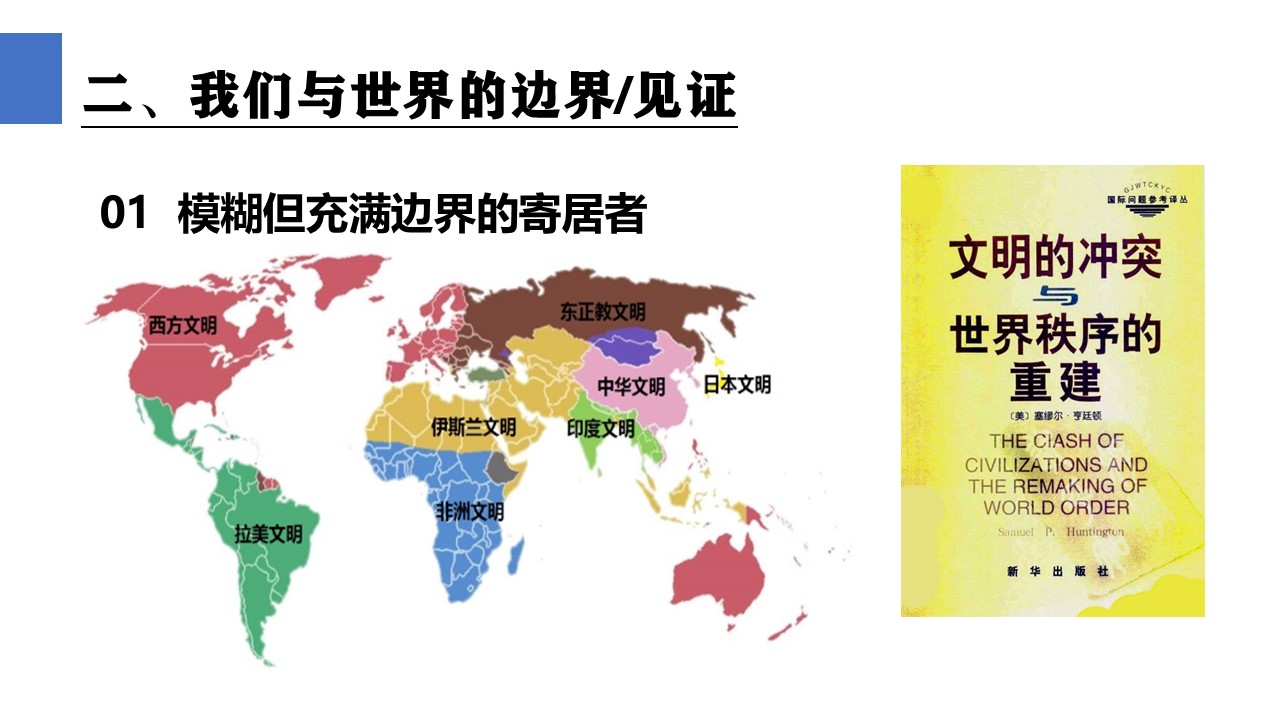 二、我们与世界的边界/见证
01 模糊但充满边界的寄居者
西方文明
东正教文明
中华文明
日本文明
伊斯兰文明
印度文明
非洲文明
拉美文明
GJWTCKYC
国际问题参考译丛
文明的冲突
与
世界秩序的
重建
〔美〕塞缪尔·亨廷顿
THE CIASH OF
CIVILIZATIONS AND
THE REMAKING OF
WORLD ORDER
Samuel P. Huntington
新华出版社